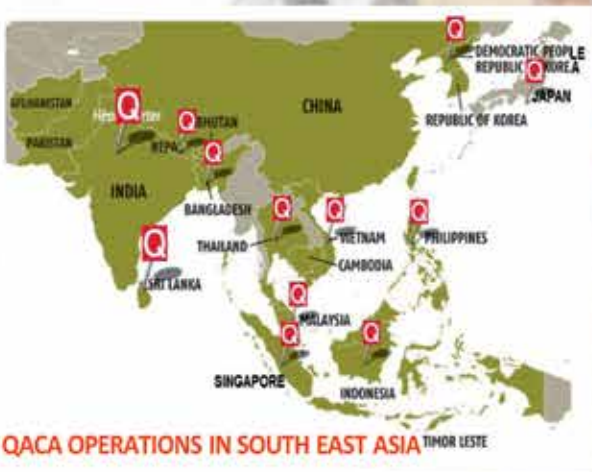 Q
DEMOCRATIC PEOPLE
REPUBLIC KOREA
Q
JAPAN
CHINA
REPUBLIC OF KOREA
AFGHANISTAN
Q
Q
BHUTAN
NEPAL
PAKISTAN
Q
INDIA
BANGLADESH
Q
Q
Q
THAILAND
VIETNAM
PHILIPPINES
CAMBODIA
Q
SRI LANKA
Q
MALAYSIA
Q
Q
SINGAPORE
INDONESIA
QACA OPERATIONS IN SOUTH EAST ASIA
TIMOR LESTE